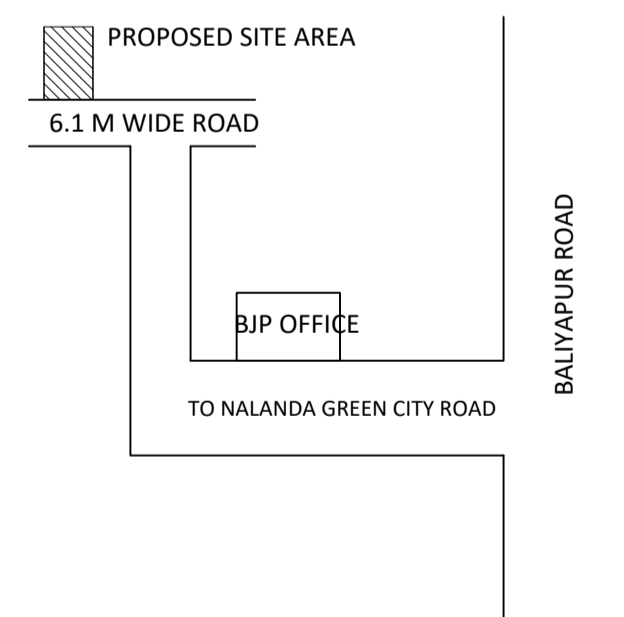 PROPOSED SITE AREA
6.1 M WIDE ROAD
BALIYAPUR ROAD
BJP OFFICE
TO NALANDA GREEN CITY ROAD